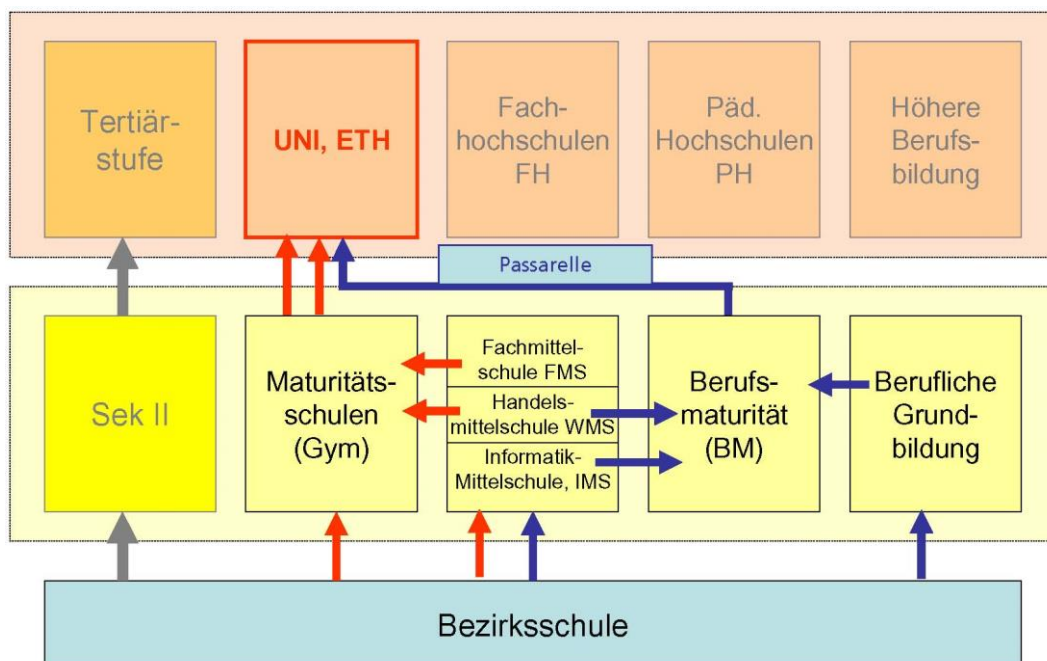 Tertiär-
stufe
UNI, ETH
Fach-
hochschulen
FH
Päd.
Hochschulen
PH
Höhere
Berufs-
bildung
Passarelle
Sek II
Maturitäts-
schulen
(Gym)
Fachmittel-
schule FMS
Handels-
mittelschule WMS
Informatik-
Mittelschule, IMS
Berufs-
maturität
(BM)
Berufliche
Grund-
bildung
Bezirksschule